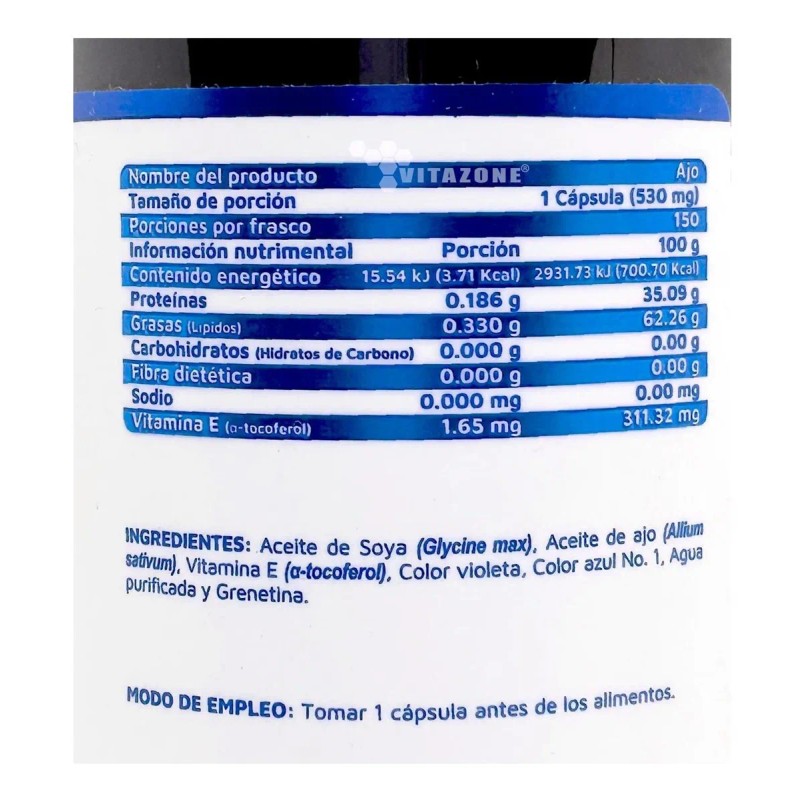 VITAZONE®
Nombre del producto Ajo
Tamaño de porción 1 Cápsula (530 mg)
Porciones por frasco 150
Información nutrimental Porción 100 g
Contenido energético 15.54 kJ (3.71 Kcal) 2931.73 kJ (700.70 Kcal)
Proteínas 0.186 g 35.09 g
Grasas (Lípidos) 0.330 g 62.26 g
Carbohidratos (Hidratos de Carbono) 0.000 g 0.00 g
Fibra dietética 0.000 g 0.00 g
Sodio 0.000 mg 0.00 mg
Vitamina E (α-tocoferol) 1.65 mg 311.32 mg
INGREDIENTES: Aceite de Soya (Glycine max), Aceite de ajo (Allium
sativum), Vitamina E (α-tocoferol), Color violeta, Color azul No. 1, Agua
purificada y Grenetina.
MODO DE EMPLEO: Tomar 1 cápsula antes de los alimentos.